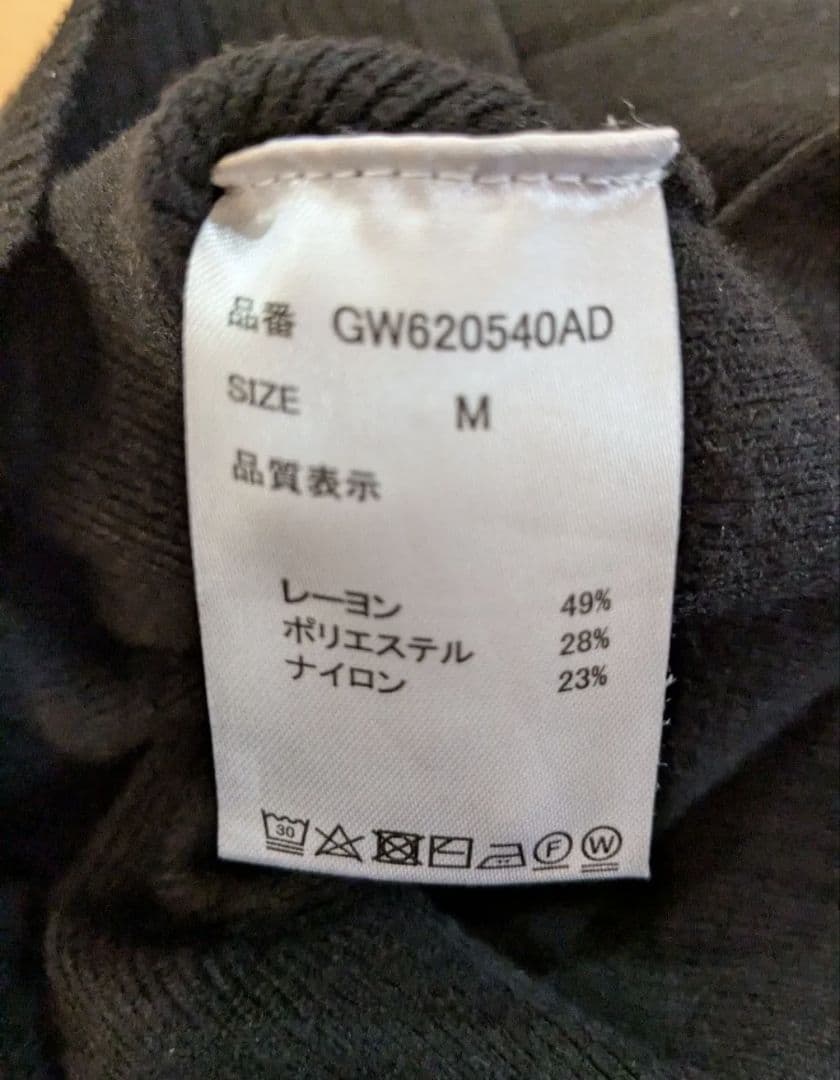 品番 GW620540AD
SIZE M
品質表示
レーヨン 49%
ポリエステル 28%
ナイロン 23%
30 F W